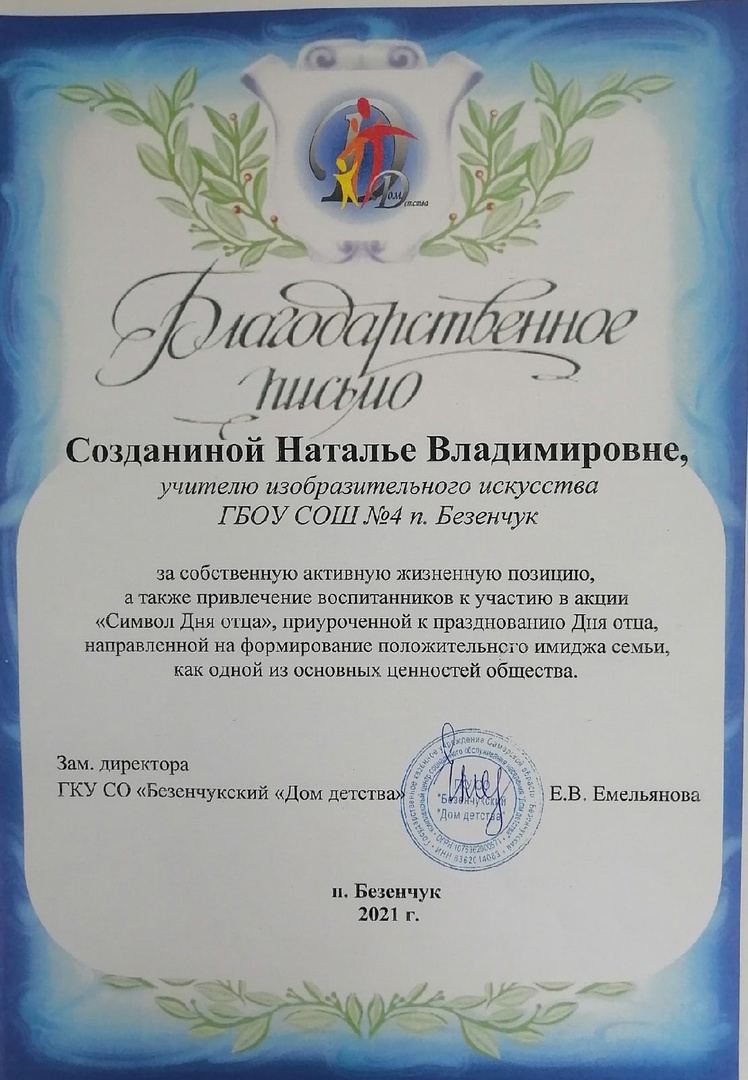 Дом
Детства
Благодарственное
письмо
Созданиной Наталье Владимировне,
учителю изобразительного искусства
ГБОУ СОШ №4 п. Безенчук
за собственную активную жизненную позицию,
а также привлечение воспитанников к участию в акции
«Символ Дня отца», приуроченной к празднованию Дня отца,
направленной на формирование положительного имиджа семьи,
как одной из основных ценностей общества.
Зам. директора
ГКУ СО «Безенчукский «Дом детства»
"Безенчукский
"Дом детства"
Е.В. Емельянова
п. Безенчук
2021 г.